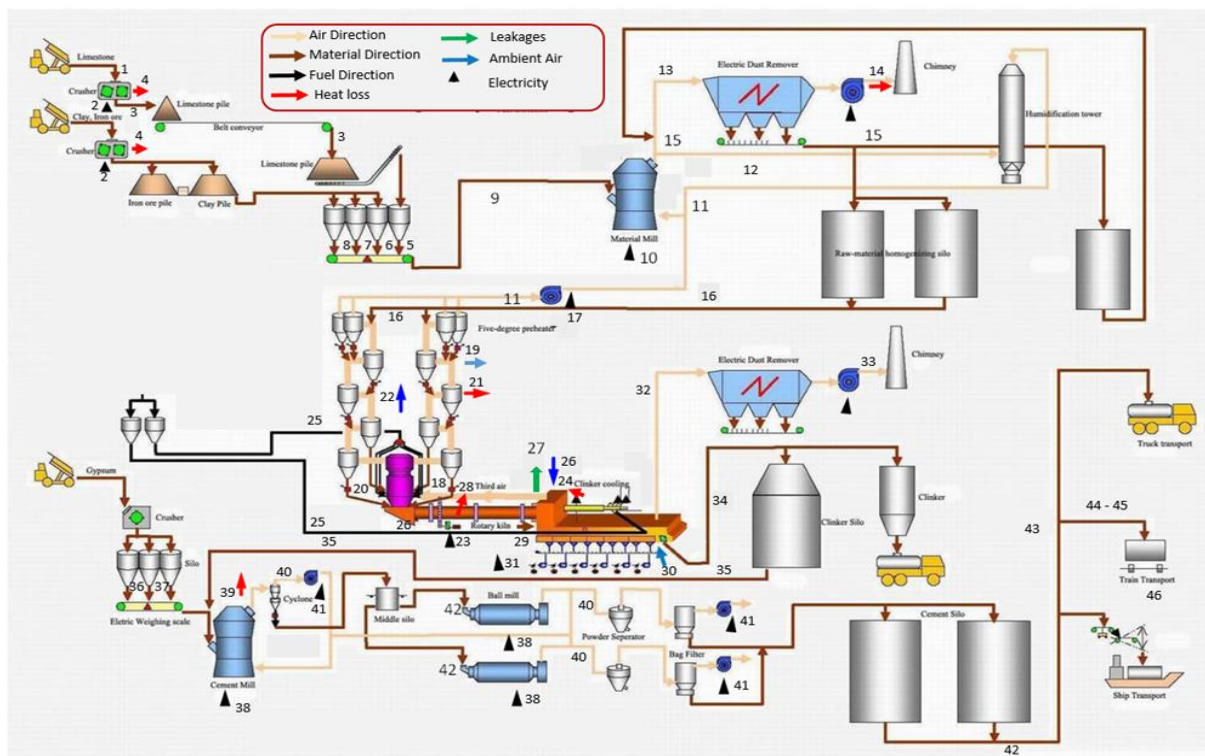 Air Direction
Leakages
Material Direction
Ambient Air
Fuel Direction
Electricity
Heat loss
Limestone
1
4
Crusher
2
3
Limestone pile
Clay, Iron ore
4
Crusher
2
Belt conveyor
3
Limestone pile
Iron ore pile
Clay Pile
8
7
6
5
9
13
Electric Dust Remover
14
Chimney
Humidification tower
15
15
12
11
Material Mill
10
Raw-material homogenizing silo
16
11
17
16
Five-degree preheater
19
21
22
25
20
18
Electric Dust Remover
33
Chimney
32
Truck transport
27
26
24
Clinker cooling
28
Third air
26
Rotary kiln
23
29
31
30
35
34
Clinker Silo
Clinker
43
44 - 45
Train Transport
46
Ship Transport
Gypsum
Crusher
25
35
Silo
36
37
Eletric Weighing scale
39
40
Cyclone
41
Cement Mill
38
Middle silo
Ball mill
42
38
42
38
40
Powder Seperator
40
41
Bag Filter
41
Cement Silo
42